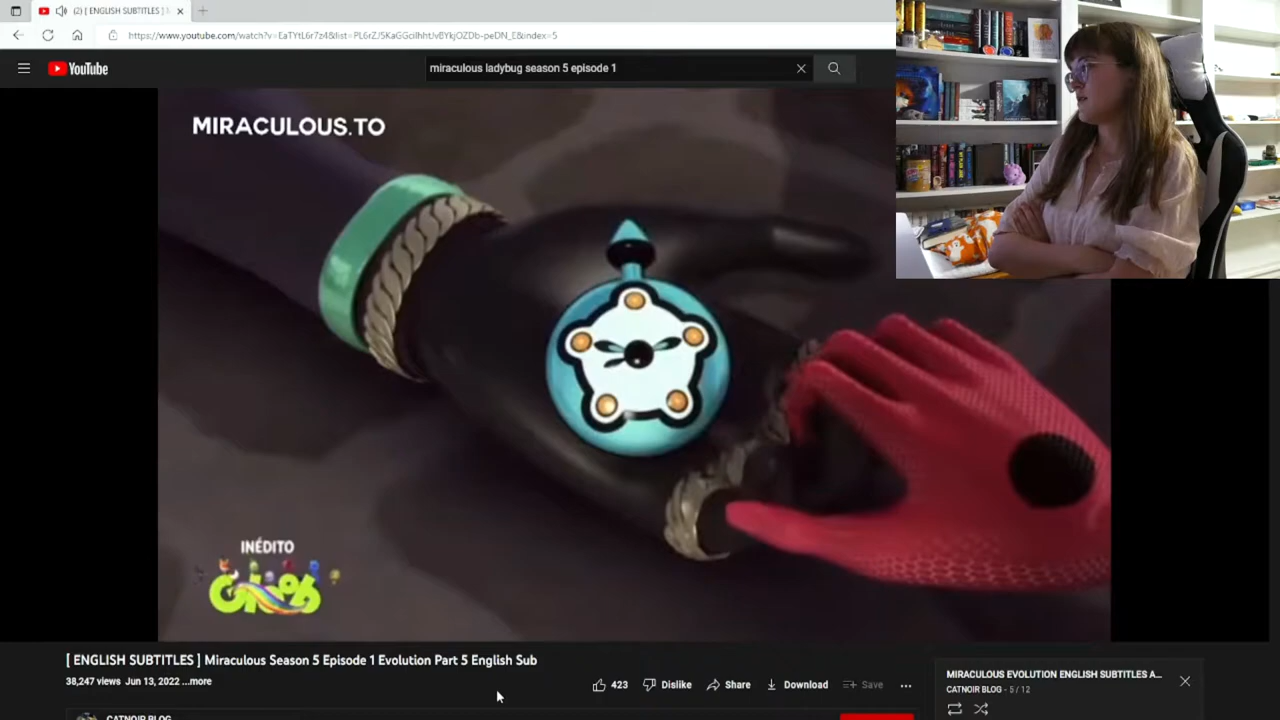 (2) [ ENGLISH SUBTITLES ] M
https://www.youtube.com/watch?v=EaTYtL6i7z4&list=PL6rZJSKaGGcilhht/vBYkjOZDb-peDN_E&index=5
YouTube
miraculous ladybug season 5 episode 1
MIRACULOUS.TO
INÉDITO
[ ENGLISH SUBTITLES ] Miraculous Season 5 Episode 1 Evolution Part 5 English Sub
38,247 views Jun 13, 2022 ...more
423
Dislike
Share
Download
Save
MIRACULOUS EVOLUTION ENGLISH SUBTITLES A...
CATNOIR BLOG - 5 / 12
CATNOIR BLOG